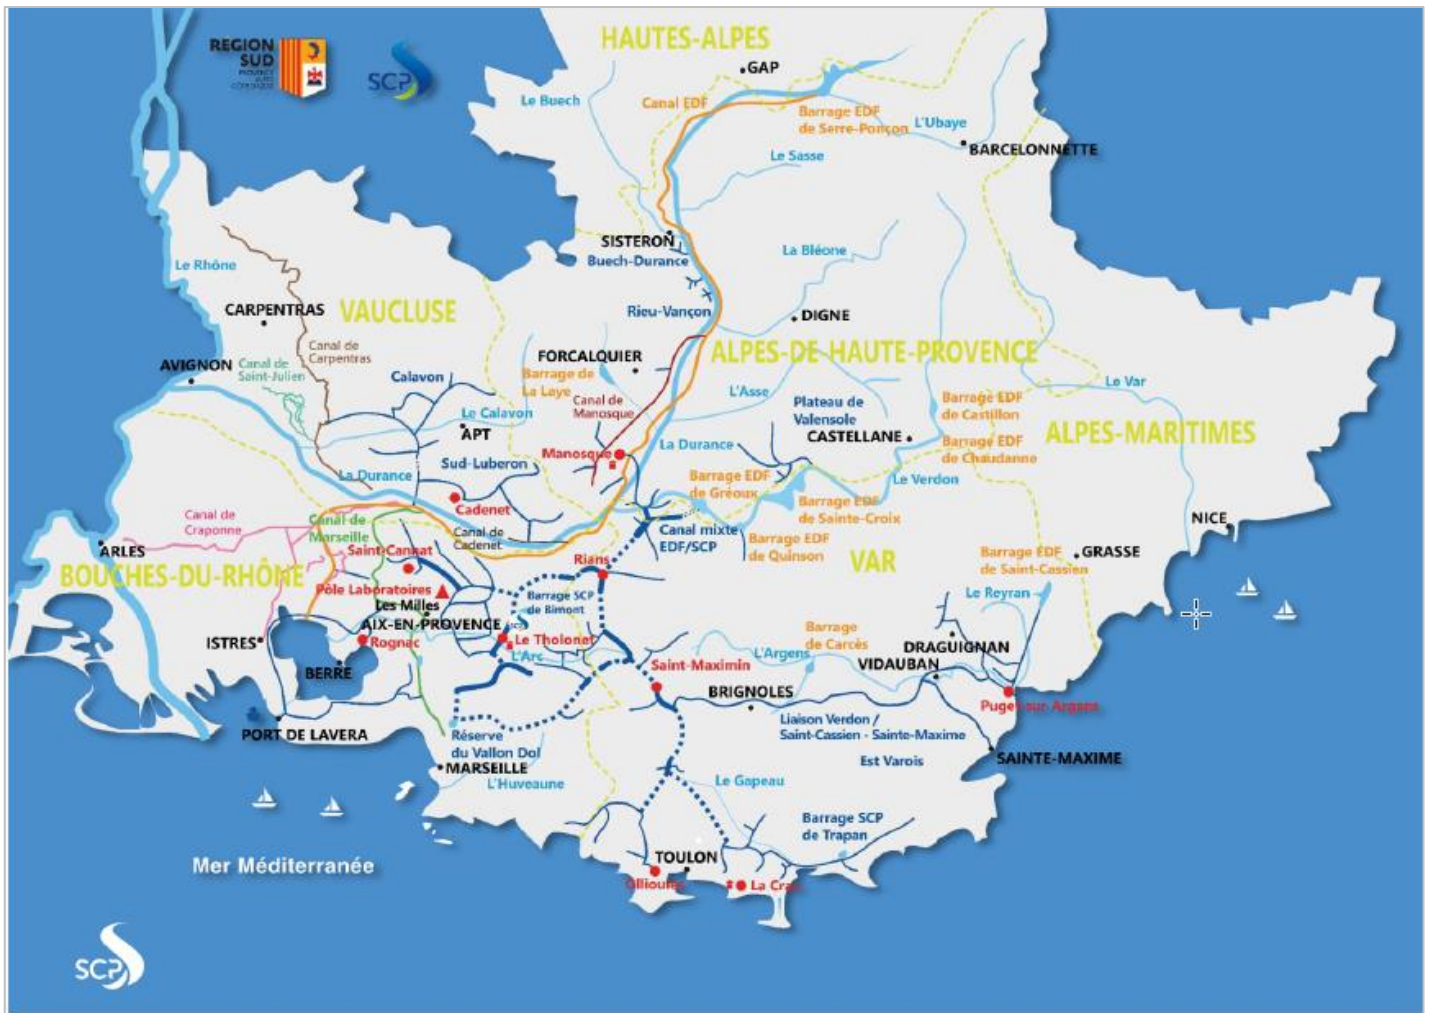 HAUTES-ALPES
REGION
SUD
PROVENCE
ALPES
CÔTE D'AZUR
SCP
GAP
Le Buech
Canal EDF
Barrage EDF
de Serre-Ponçon
L'Ubaye
BARCELONNETTE
Le Sasse
SISTERON
Buech-Durance
La Bléone
Le Rhône
CARPENTRAS
VAUCLUSE
Rieu-Vançon
DIGNE
Canal de
Carpentras
FORCALQUIER
ALPES-DE-HAUTE-PROVENCE
AVIGNON
Canal de
Saint-Julien
Calavon
Barrage de
La Laye
L'Asse
Le Var
Canal de
Manosque
Plateau de
Valensole
Barrage EDF
de Castillon
Le Calavon
APT
CASTELLANE
ALPES-MARITIMES
Barrage EDF
de Chaudanne
La Durance
Manosque
Sud-Luberon
La Durance
Barrage EDF
de Gréoux
Le Verdon
Cadenet
Barrage EDF
de Sainte-Croix
Canal de
Craponne
Canal de
Marseille
Canal de
Cadenet
Canal mixte
EDF/SCP
Barrage EDF
de Quinson
NICE
ARLES
Saint-Cannat
Rians
VAR
Barrage EDF
de Saint-Cassien
GRASSE
BOUCHES-DU-RHÔNE
Pôle Laboratoires
Les Milles
Barrage SCP
de Bimont
Le Reyran
AIX-EN-PROVENCE
ISTRES
Rognac
Le Tholonet
L'Arc
Barrage
de Carcès
DRAGUIGNAN
BERRE
Saint-Maximin
L'Argens
VIDAUBAN
BRIGNOLES
Puget sur Argens
PORT DE LAVERA
Réserve
du Vallon Dol
Liaison Verdon /
Saint-Cassien - Sainte-Maxime
MARSEILLE
Est Varois
SAINTE-MAXIME
L'Huveaune
Le Gapeau
Barrage SCP
de Trapan
Mer Méditerranée
TOULON
Ollioules
La Crau
SCP